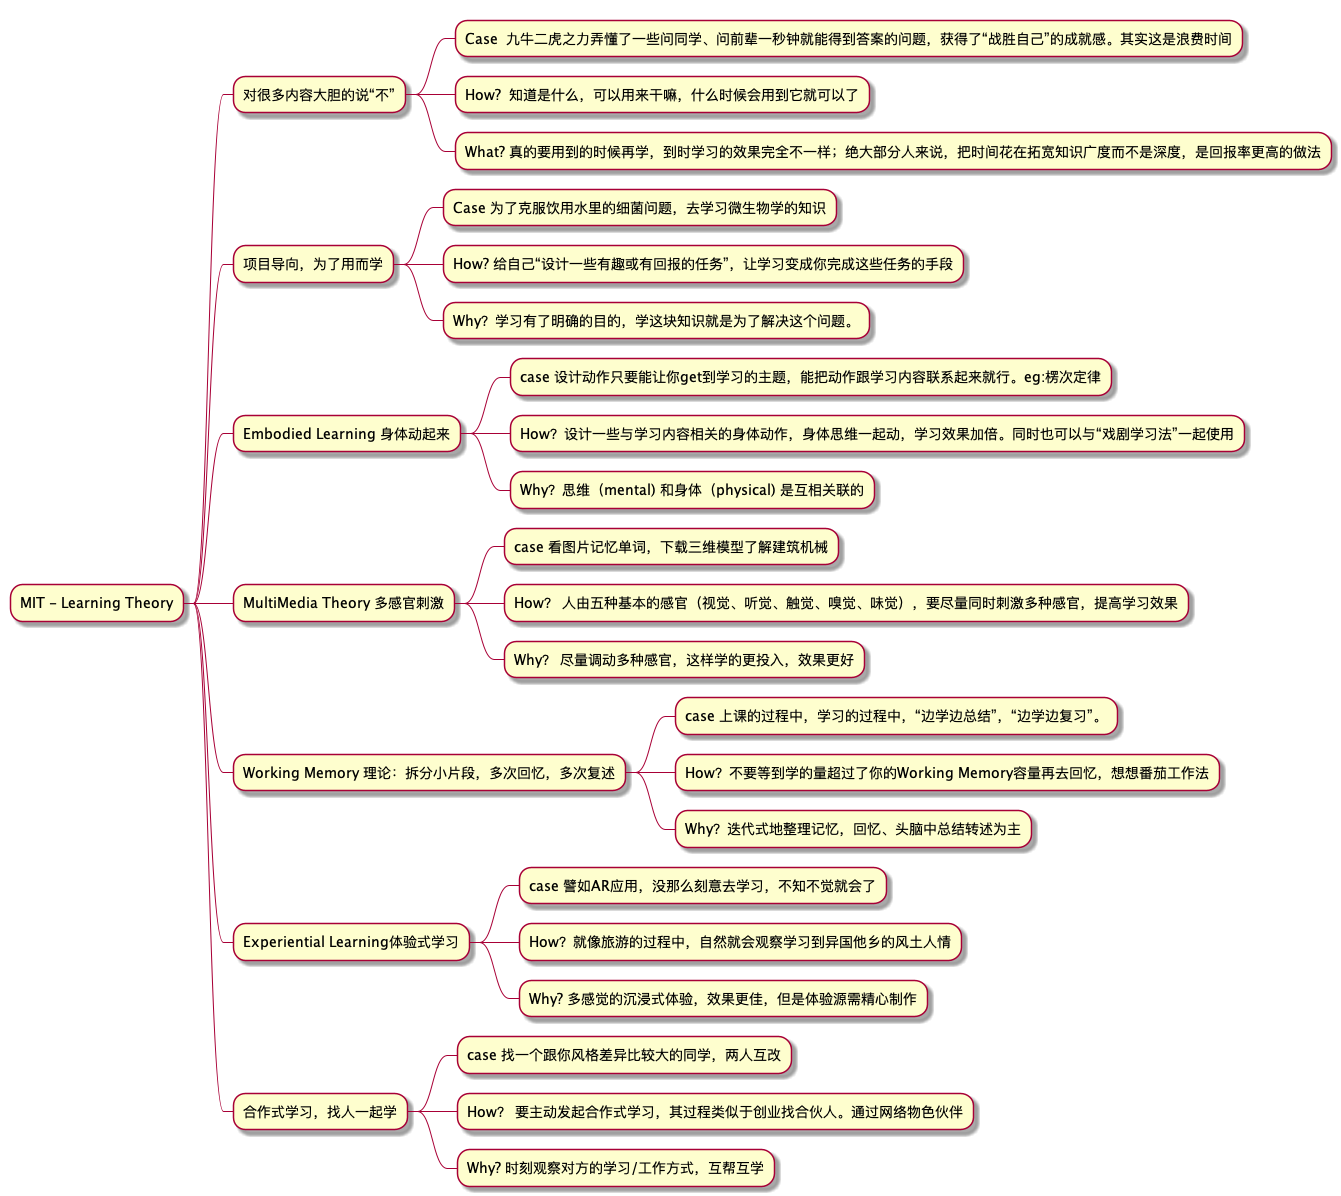 MIT - Learning Theory
对很多内容大胆的说“不”
Case 九牛二虎之力弄懂了一些问同学、问前辈一秒钟就能得到答案的问题，获得了“战胜自己”的成就感。其实这是浪费时间
How? 知道是什么，可以用来干嘛，什么时候会用到它就可以了
What? 真的要用到的时候再学，到时学习的效果完全不一样；绝大部分人来说，把时间花在拓宽知识广度而不是深度，是回报率更高的做法
项目导向，为了用而学
Case 为了克服饮用水里的细菌问题，去学习微生物学的知识
How? 给自己“设计一些有趣或有回报的任务”，让学习变成你完成这些任务的手段
Why? 学习有了明确的目的，学这块知识就是为了解决这个问题。
Embodied Learning 身体动起来
case 设计动作只要能让你get到学习的主题，能把动作跟学习内容联系起来就行。eg:楞次定律
How? 设计一些与学习内容相关的身体动作，身体思维一起动，学习效果加倍。同时也可以与“戏剧学习法”一起使用
Why? 思维（mental) 和身体（physical) 是互相关联的
MultiMedia Theory 多感官刺激
case 看图片记忆单词，下载三维模型了解建筑机械
How? 人由五种基本的感官（视觉、听觉、触觉、嗅觉、味觉），要尽量同时刺激多种感官，提高学习效果
Why? 尽量调动多种感官，这样学的更投入，效果更好
Working Memory 理论：拆分小片段，多次回忆，多次复述
case 上课的过程中，学习的过程中，“边学边总结”，“边学边复习”。
How? 不要等到学的量超过了你的Working Memory容量再去回忆，想想番茄工作法
Why? 迭代式地整理记忆，回忆、头脑中总结转述为主
Experiential Learning体验式学习
case 譬如AR应用，没那么刻意去学习，不知不觉就会了
How? 就像旅游的过程中，自然就会观察学习到异国他乡的风土人情
Why? 多感觉的沉浸式体验，效果更佳，但是体验源需精心制作
合作式学习，找人一起学
case 找一个跟你风格差异比较大的同学，两人互改
How? 要主动发起合作式学习，其过程类似于创业找合伙人。通过网络物色伙伴
Why? 时刻观察对方的学习/工作方式，互帮互学